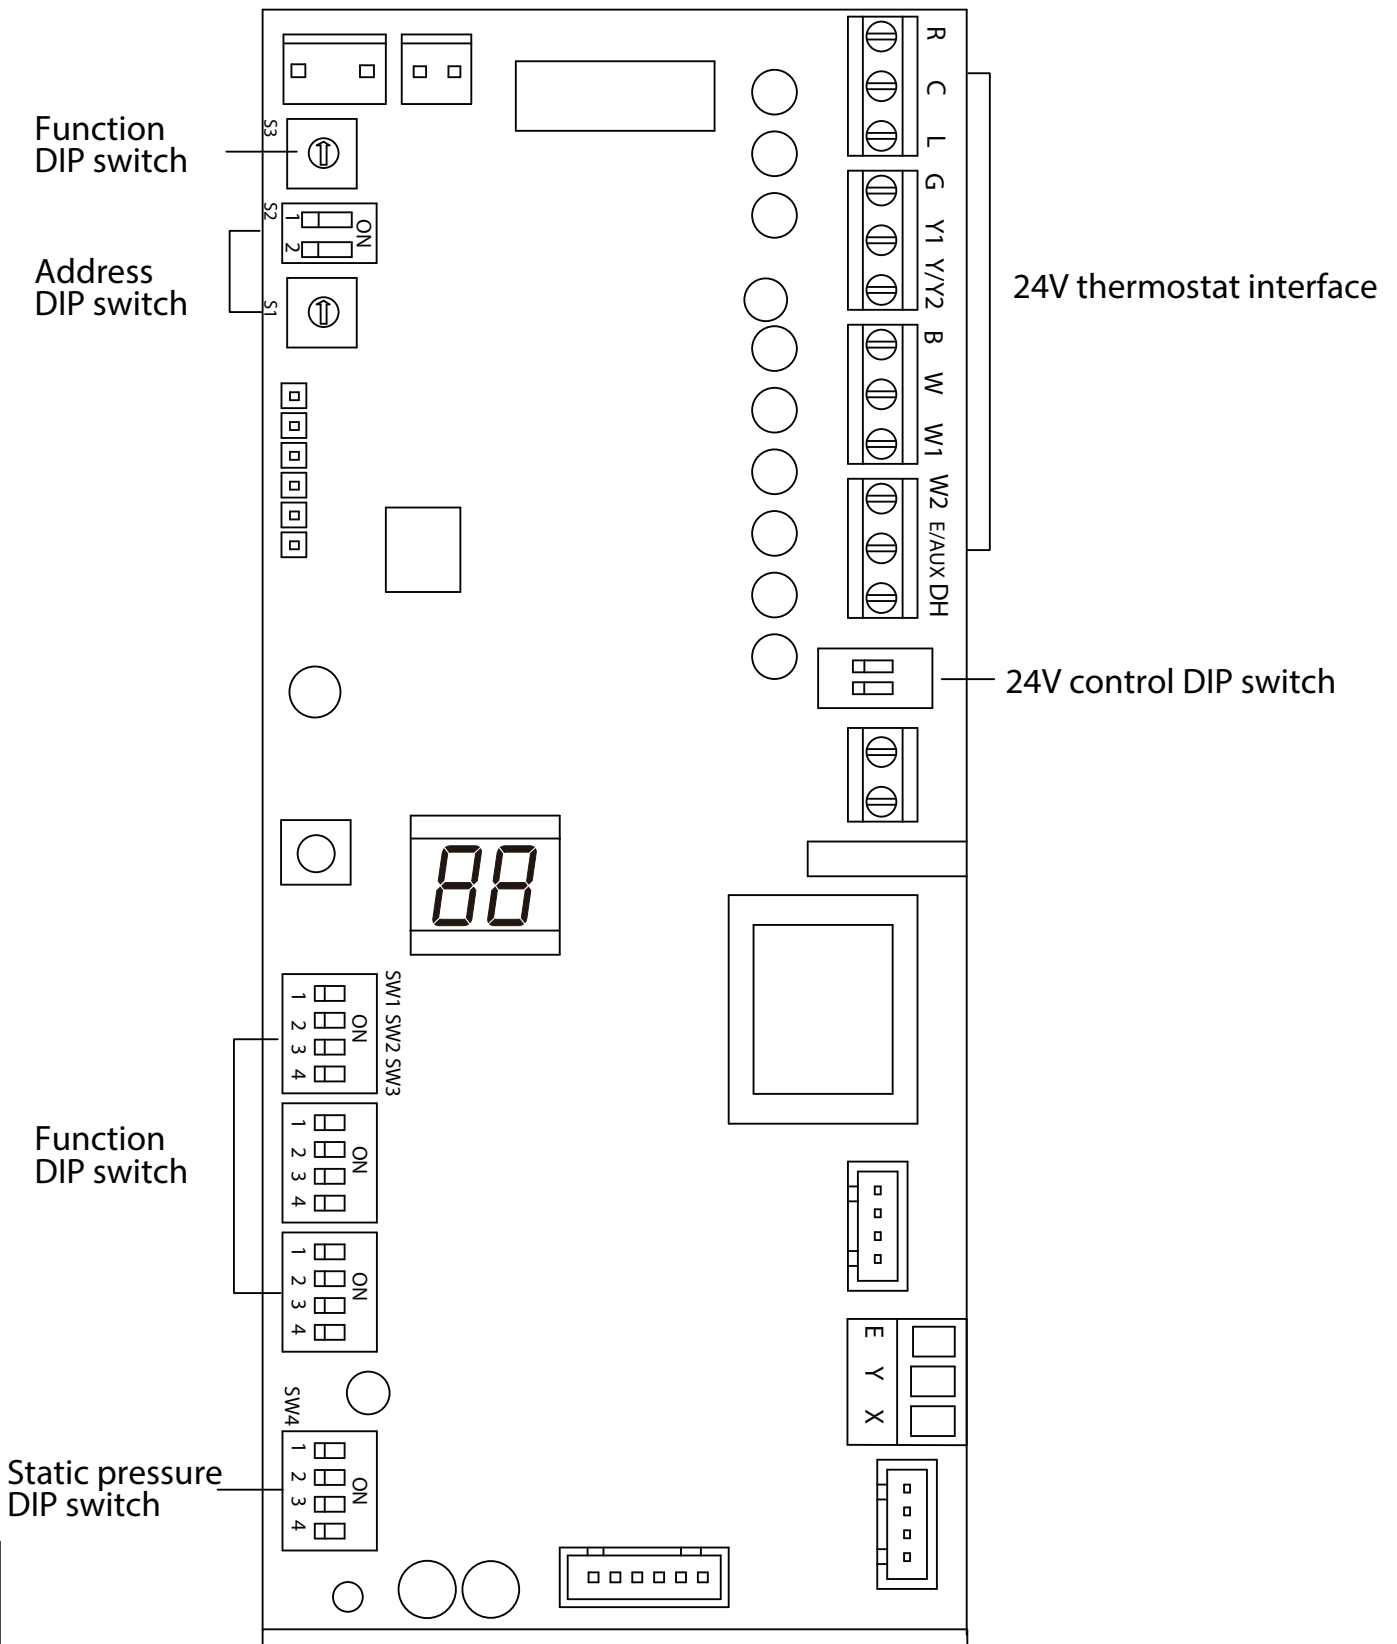 Function
DIP switch
S3
S2
1
2
ON
Address
DIP switch
S1
R
C
L
G
Y1
Y/Y2
B
W
W1
W2
E/AUX
DH
24V thermostat interface
24V control DIP switch
88
SW1 SW2 SW3
1
2
3
4
ON
1
2
3
4
ON
1
2
3
4
ON
Function
DIP switch
E
Y
X
SW4
1
2
3
4
ON
Static pressure
DIP switch